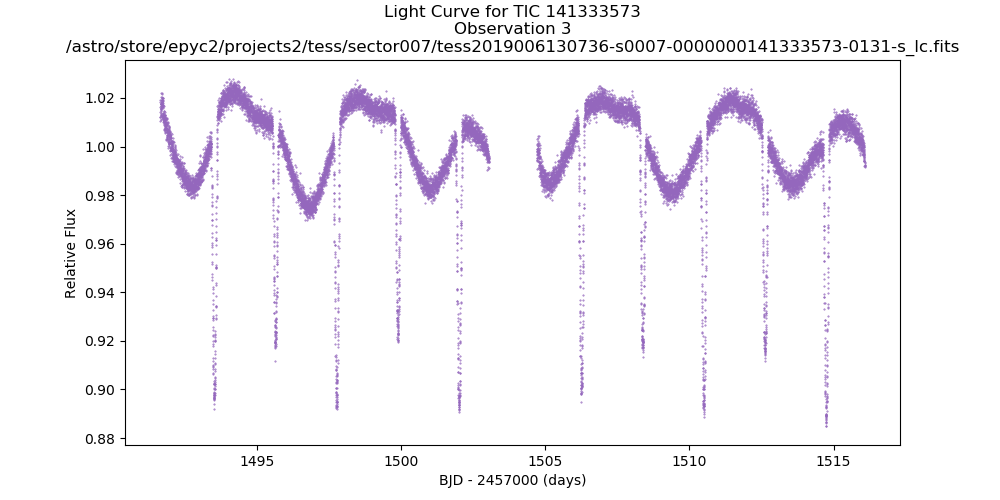 Light Curve for TIC 141333573
Observation 3
/astro/store/epyc2/projects2/tess/sector007/tess2019006130736-s0007-0000000141333573-0131-s_lc.fits
1.02
1.00
0.98
0.96
0.94
0.92
0.90
0.88
Relative Flux
1495
1500
1505
1510
1515
BJD - 2457000 (days)